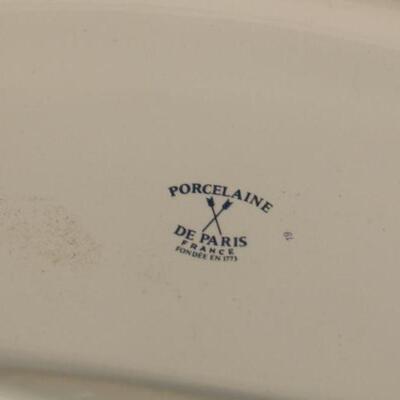 PORCELAINE
DE PARIS
FRANCE
FONDÉE EN 1773